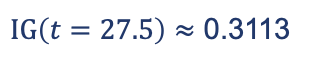 IG(t = 27.5) ≈ 0.3113